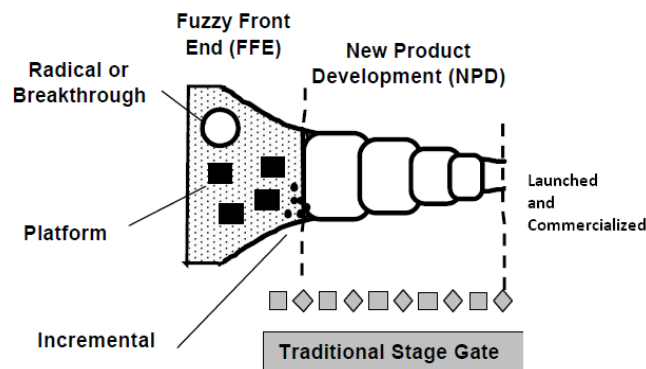 Fuzzy Front
End (FFE)
New Product
Development (NPD)
Radical or
Breakthrough
Platform
Incremental
Launched
and
Commercialized
Traditional Stage Gate